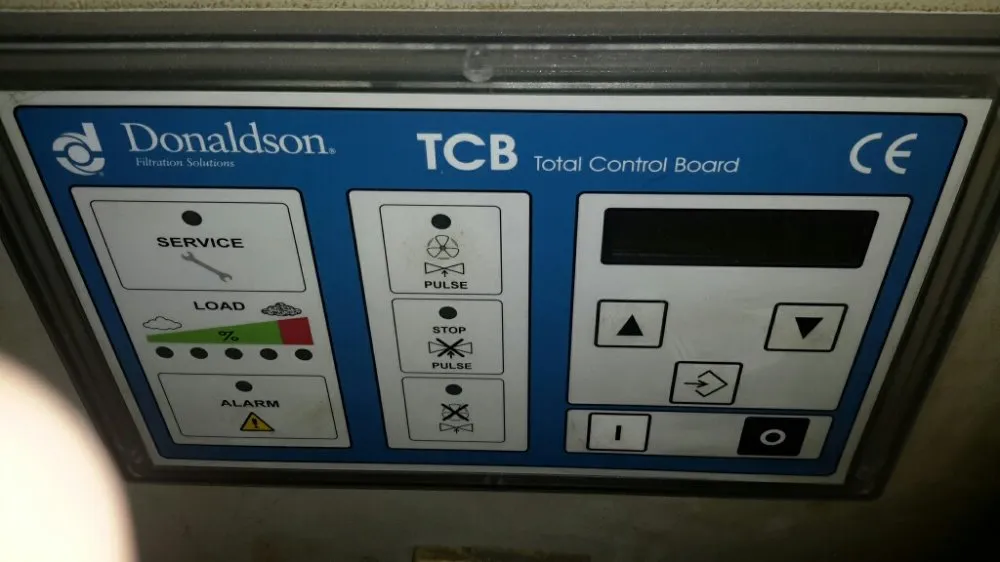 Donaldson®
Filtration Solutions
TCB Total Control Board
CE
SERVICE
LOAD
%
ALARM
PULSE
STOP
PULSE
I
O